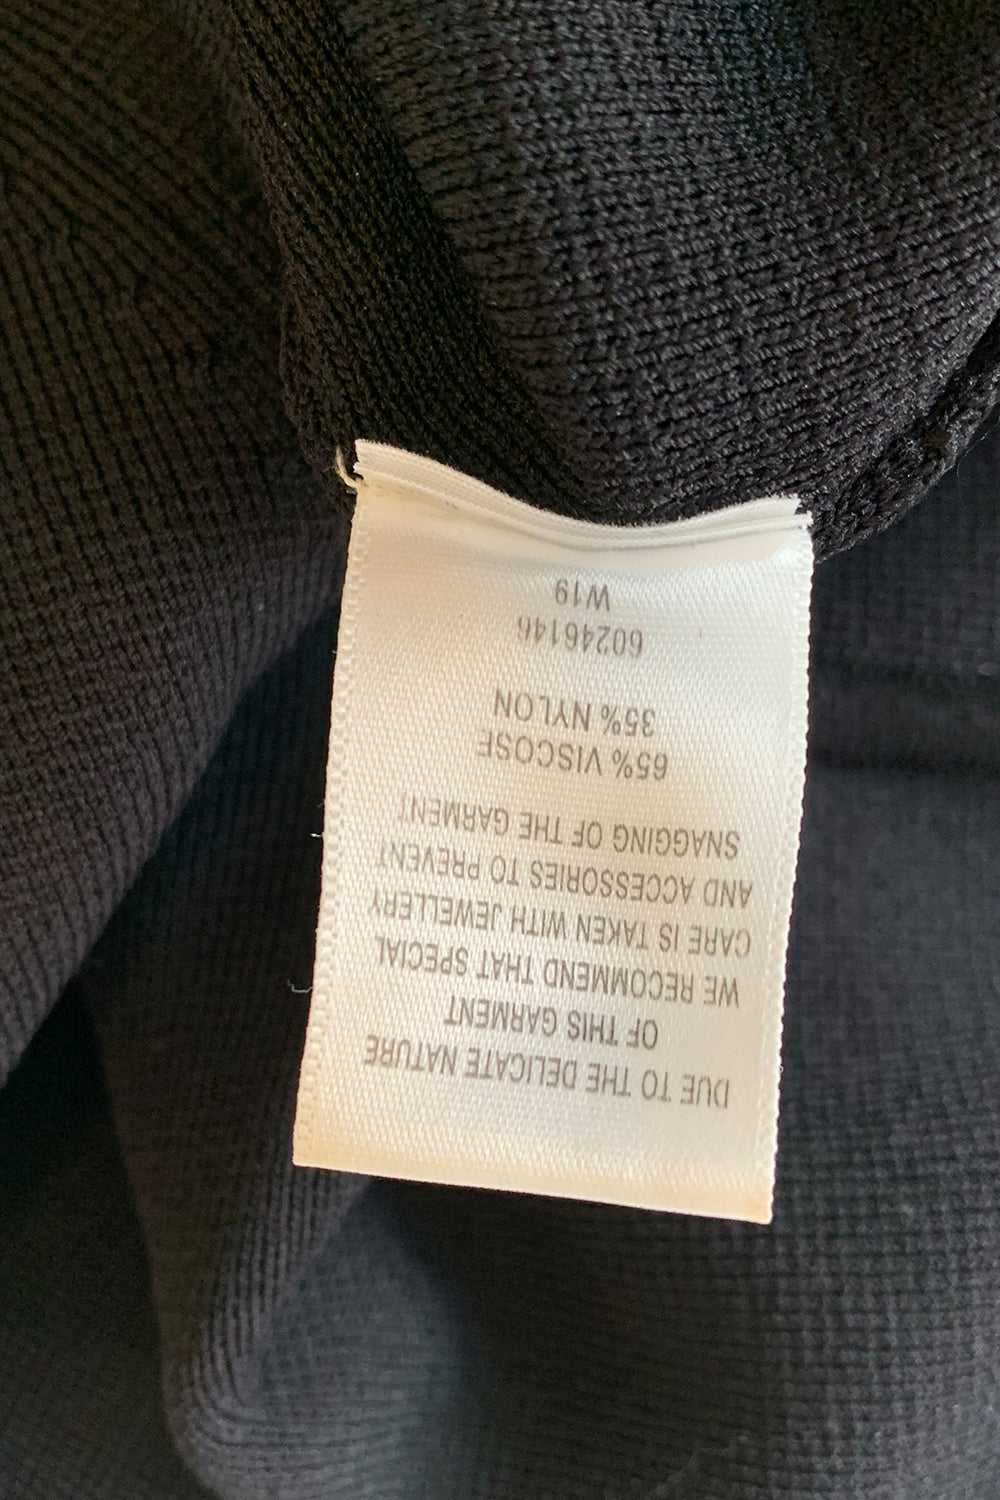 DUE TO THE DELICATE NATURE
OF THIS GARMENT
WE RECOMMEND THAT SPECIAL
CARE IS TAKEN WITH JEWELLERY
AND ACCESSORIES TO PREVENT
SNAGGING OF THE GARMENT
65% VISCOSE
35% NYLON
60246146
W19